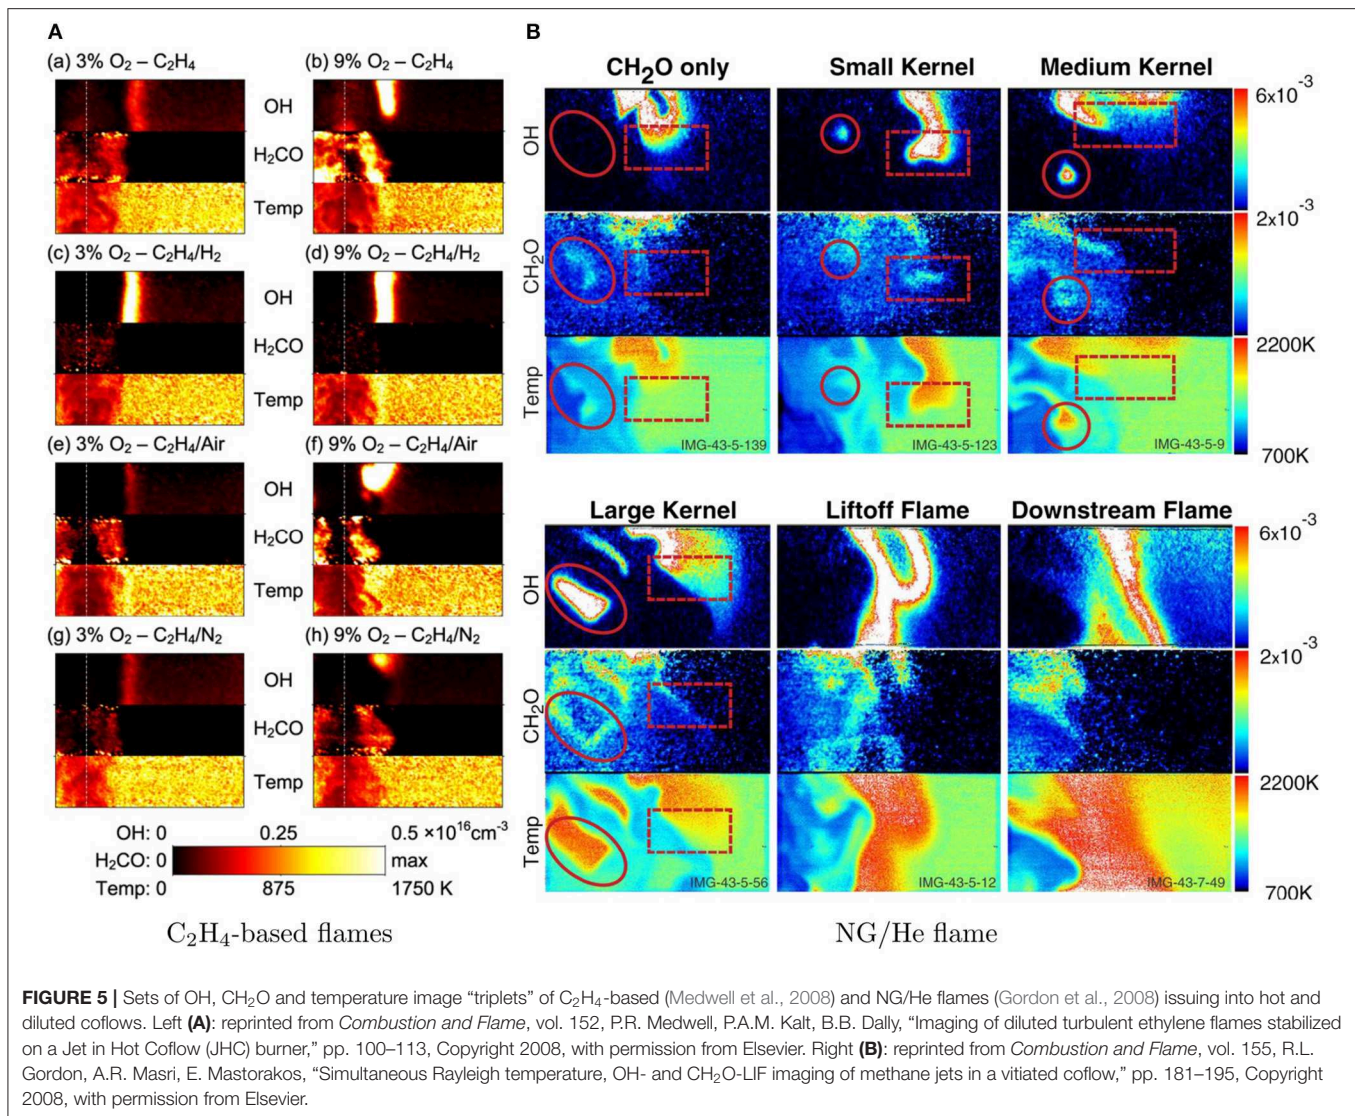 A
B
(a) 3% O₂ – C₂H₄
(b) 9% O₂ – C₂H₄
OH
H₂CO
Temp
(c) 3% O₂ – C₂H₄/H₂
(d) 9% O₂ – C₂H₄/H₂
OH
H₂CO
Temp
(e) 3% O₂ – C₂H₄/Air
(f) 9% O₂ – C₂H₄/Air
OH
H₂CO
Temp
(g) 3% O₂ – C₂H₄/N₂
(h) 9% O₂ – C₂H₄/N₂
OH
H₂CO
Temp
OH: 0 0.25 0.5 ×10¹⁶cm⁻³
H₂CO: 0 max
Temp: 0 875 1750 K
C₂H₄-based flames
CH₂O only
Small Kernel
Medium Kernel
OH
6x10⁻³
⁻³
CH₂O
2x10⁻³
Temp
2200K
700K
IMG-43-5-139
IMG-43-5-123
IMG-43-5-9
Large Kernel
Liftoff Flame
Downstream Flame
OH
6x10⁻³
⁻³
CH₂O
2x10⁻³
Temp
2200K
700K
IMG-43-5-56
IMG-43-5-12
IMG-43-7-49
NG/He flame
FIGURE 5 | Sets of OH, CH₂O and temperature image “triplets” of C₂H₄-based (Medwell et al., 2008) and NG/He flames (Gordon et al., 2008) issuing into hot and
diluted coflows. Left (A): reprinted from Combustion and Flame, vol. 152, P.R. Medwell, P.A.M. Kalt, B.B. Dally, “Imaging of diluted turbulent ethylene flames stabilized
on a Jet in Hot Coflow (JHC) burner,” pp. 100–113, Copyright 2008, with permission from Elsevier. Right (B): reprinted from Combustion and Flame, vol. 155, R.L.
Gordon, A.R. Masri, E. Mastorakos, “Simultaneous Rayleigh temperature, OH- and CH₂O-LIF imaging of methane jets in a vitiated coflow,” pp. 181–195, Copyright
2008, with permission from Elsevier.